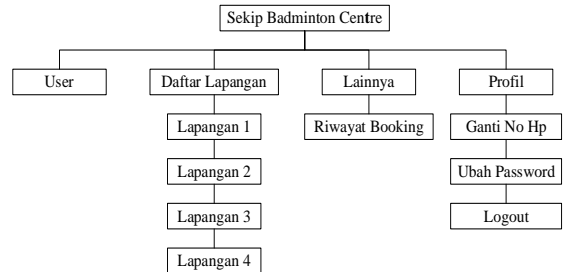 Sekip Badminton Centre
User
Daftar Lapangan
Lainnya
Profil
Lapangan 1
Riwayat Booking
Ganti No Hp
Lapangan 2
Ubah Password
Lapangan 3
Logout
Lapangan 4